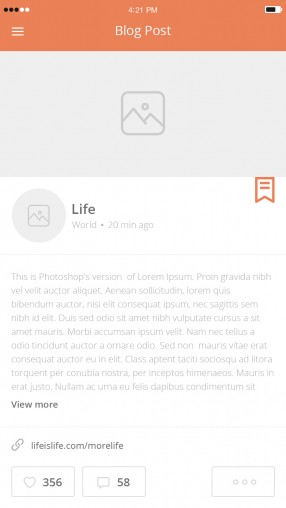 4:21 PM
Blog Post
Life
World • 20 min ago
This is Photoshop's version of Lorem Ipsum. Proin gravida nibh
vel velit auctor aliquet. Aenean sollicitudin, lorem quis
bibendum auctor, nisi elit consequat ipsum, nec sagittis sem
nibh id elit. Duis sed odio sit amet nibh vulputate cursus a sit
amet mauris. Morbi accumsan ipsum velit. Nam nec tellus a
odio tincidunt auctor a ornare odio. Sed non mauris vitae erat
consequat auctor eu in elit. Class aptent taciti sociosqu ad litora
torquent per conubia nostra, per inceptos himenaeos. Mauris in
erat justo. Nullam ac urna eu felis dapibus condimentum sit
View more
lifeislife.com/morelife
356
58